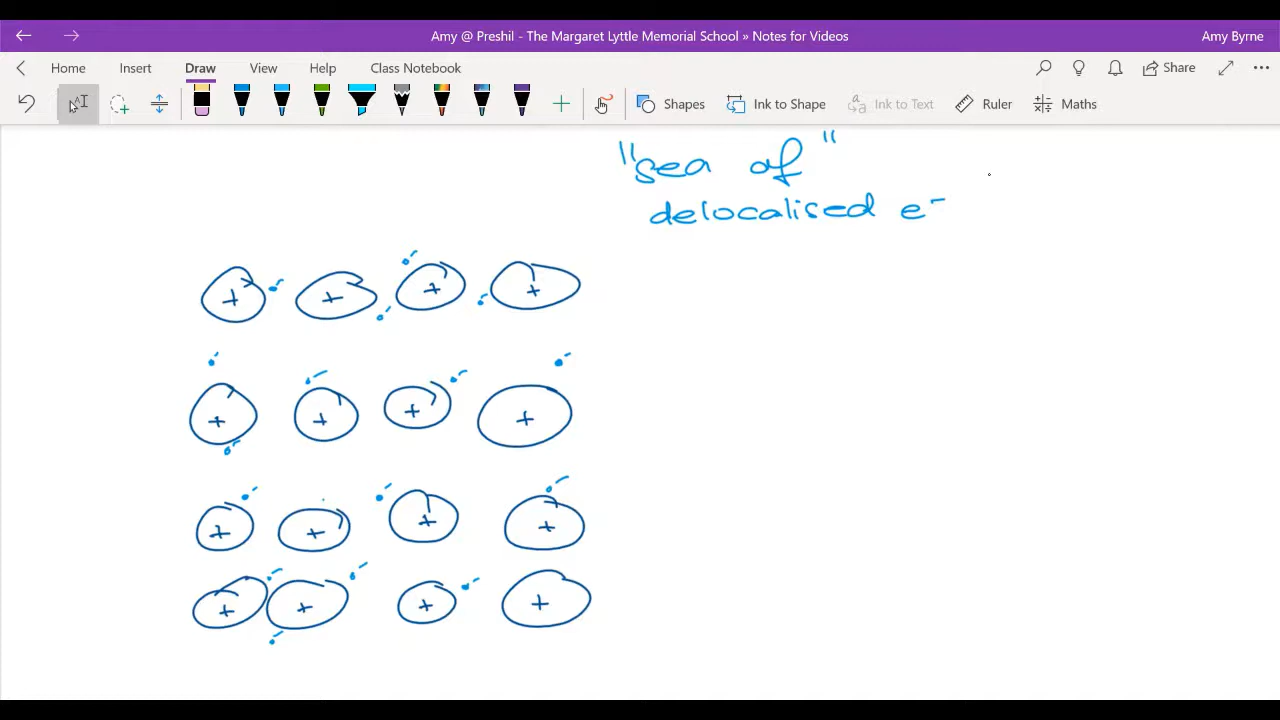 Amy @ Preshil - The Margaret Lyttle Memorial School » Notes for Videos
Amy Byrne
Home Insert Draw View Help Class Notebook
Share
Shapes Ink to Shape Ink to Text Ruler Maths
"sea of"
delocalised e⁻
+ + + +
+ + + +
+ + + +
+ + + +